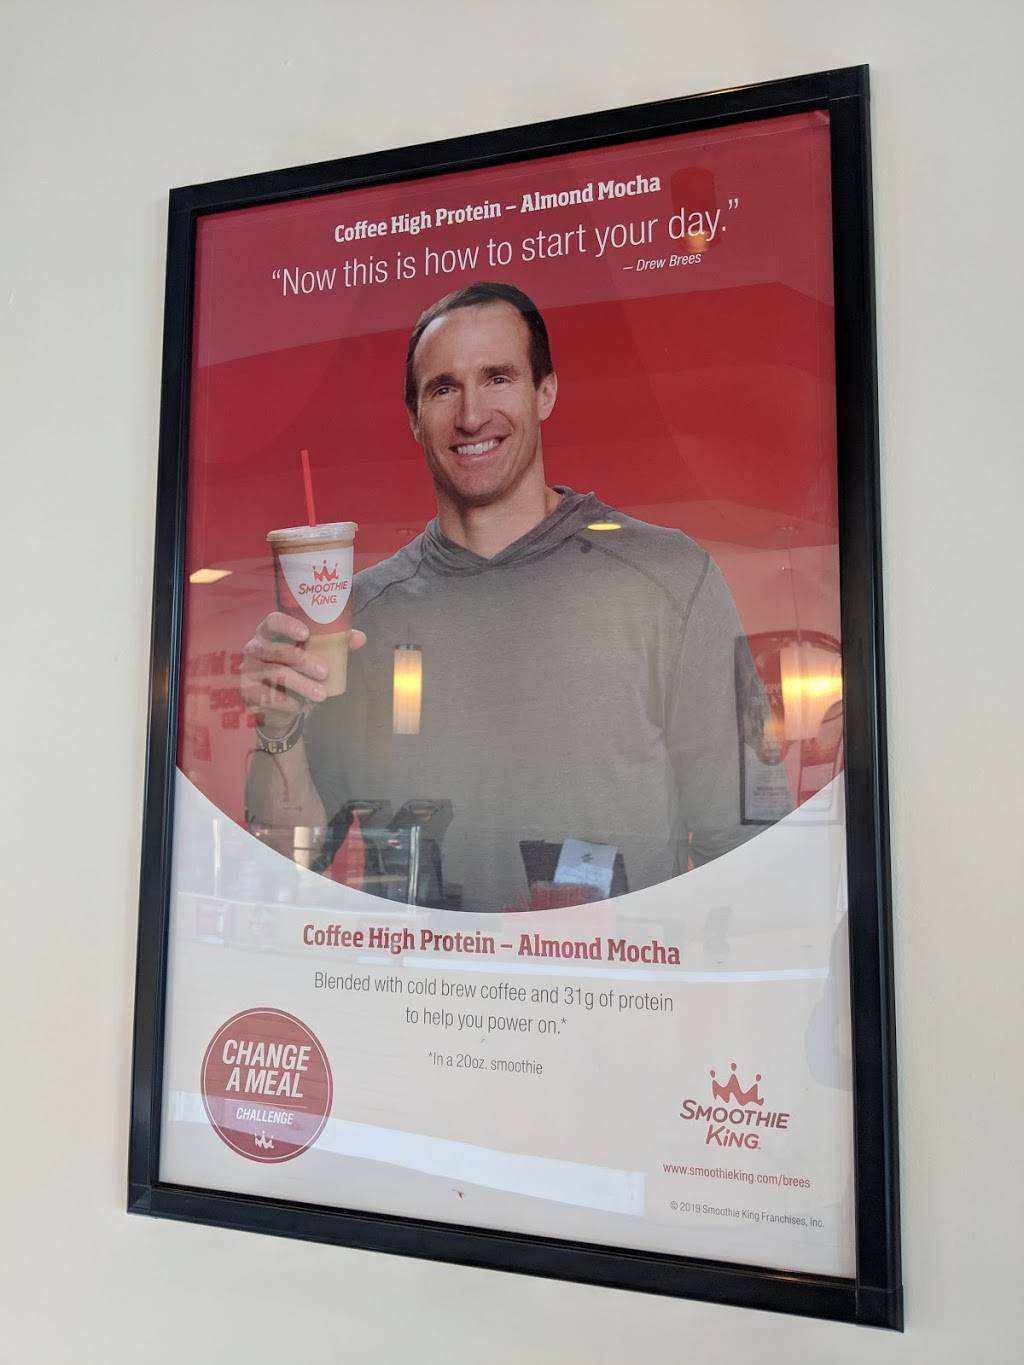 Coffee High Protein – Almond Mocha
“Now this is how to start your day.”
– Drew Brees
SMOOTHIE
KiNG.
Coffee High Protein – Almond Mocha
Blended with cold brew coffee and 31g of protein
to help you power on.*
*In a 20oz. smoothie
CHANGE
A MEAL
CHALLENGE
SMOOTHIE
KiNG.
www.smoothieking.com/brees
© 2019 Smoothie King Franchises, Inc.